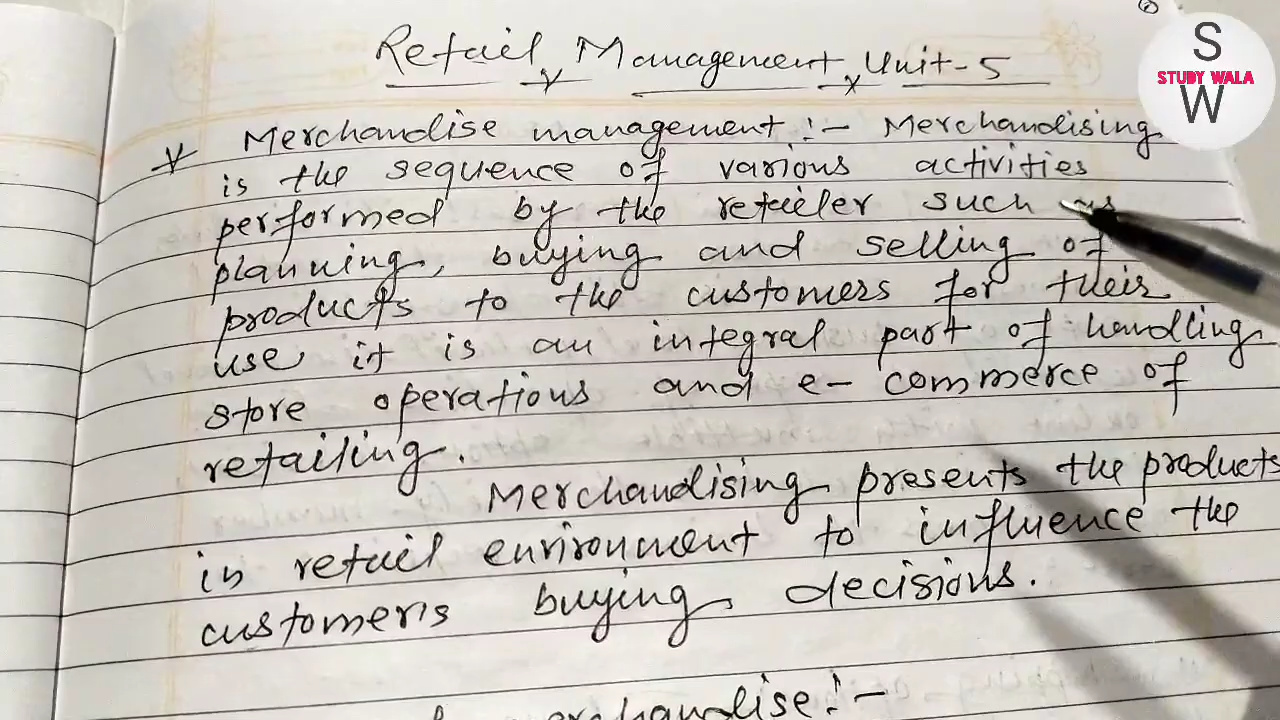 Retail Management Unit-5
S
STUDY WALA
W
Merchandise management:- Merchandising
is the sequence of various activities
performed by the retailer such as
planning, buying and selling of
products to the customers for their
use it is an integral part of handling
store operations and e-commerce of
retailing.
Merchandising presents the products
in retail environment to influence the
customer's buying decisions.
merchandise:-